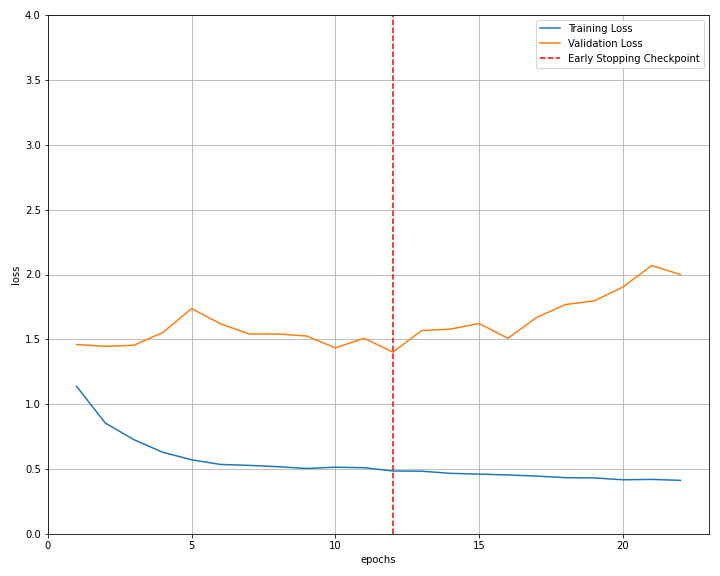 Training Loss
Validation Loss
Early Stopping Checkpoint
4.0
3.5
3.0
2.5
2.0
1.5
1.0
0.5
0.0
loss
0 5 10 15 20
epochs